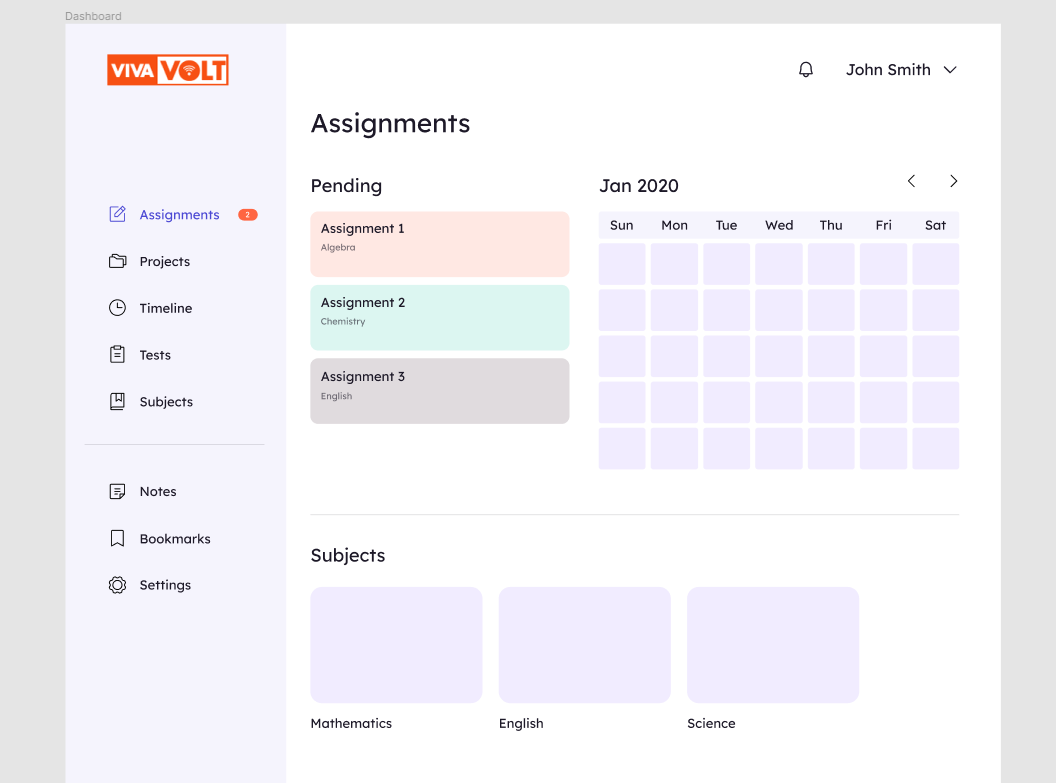 Dashboard
VIVA VOLT
John Smith
Assignments
Assignments 2
Projects
Timeline
Tests
Subjects
Notes
Bookmarks
Settings
Pending
Assignment 1
Algebra
Assignment 2
Chemistry
Assignment 3
English
Jan 2020
Sun Mon Tue Wed Thu Fri Sat
Subjects
Mathematics English Science